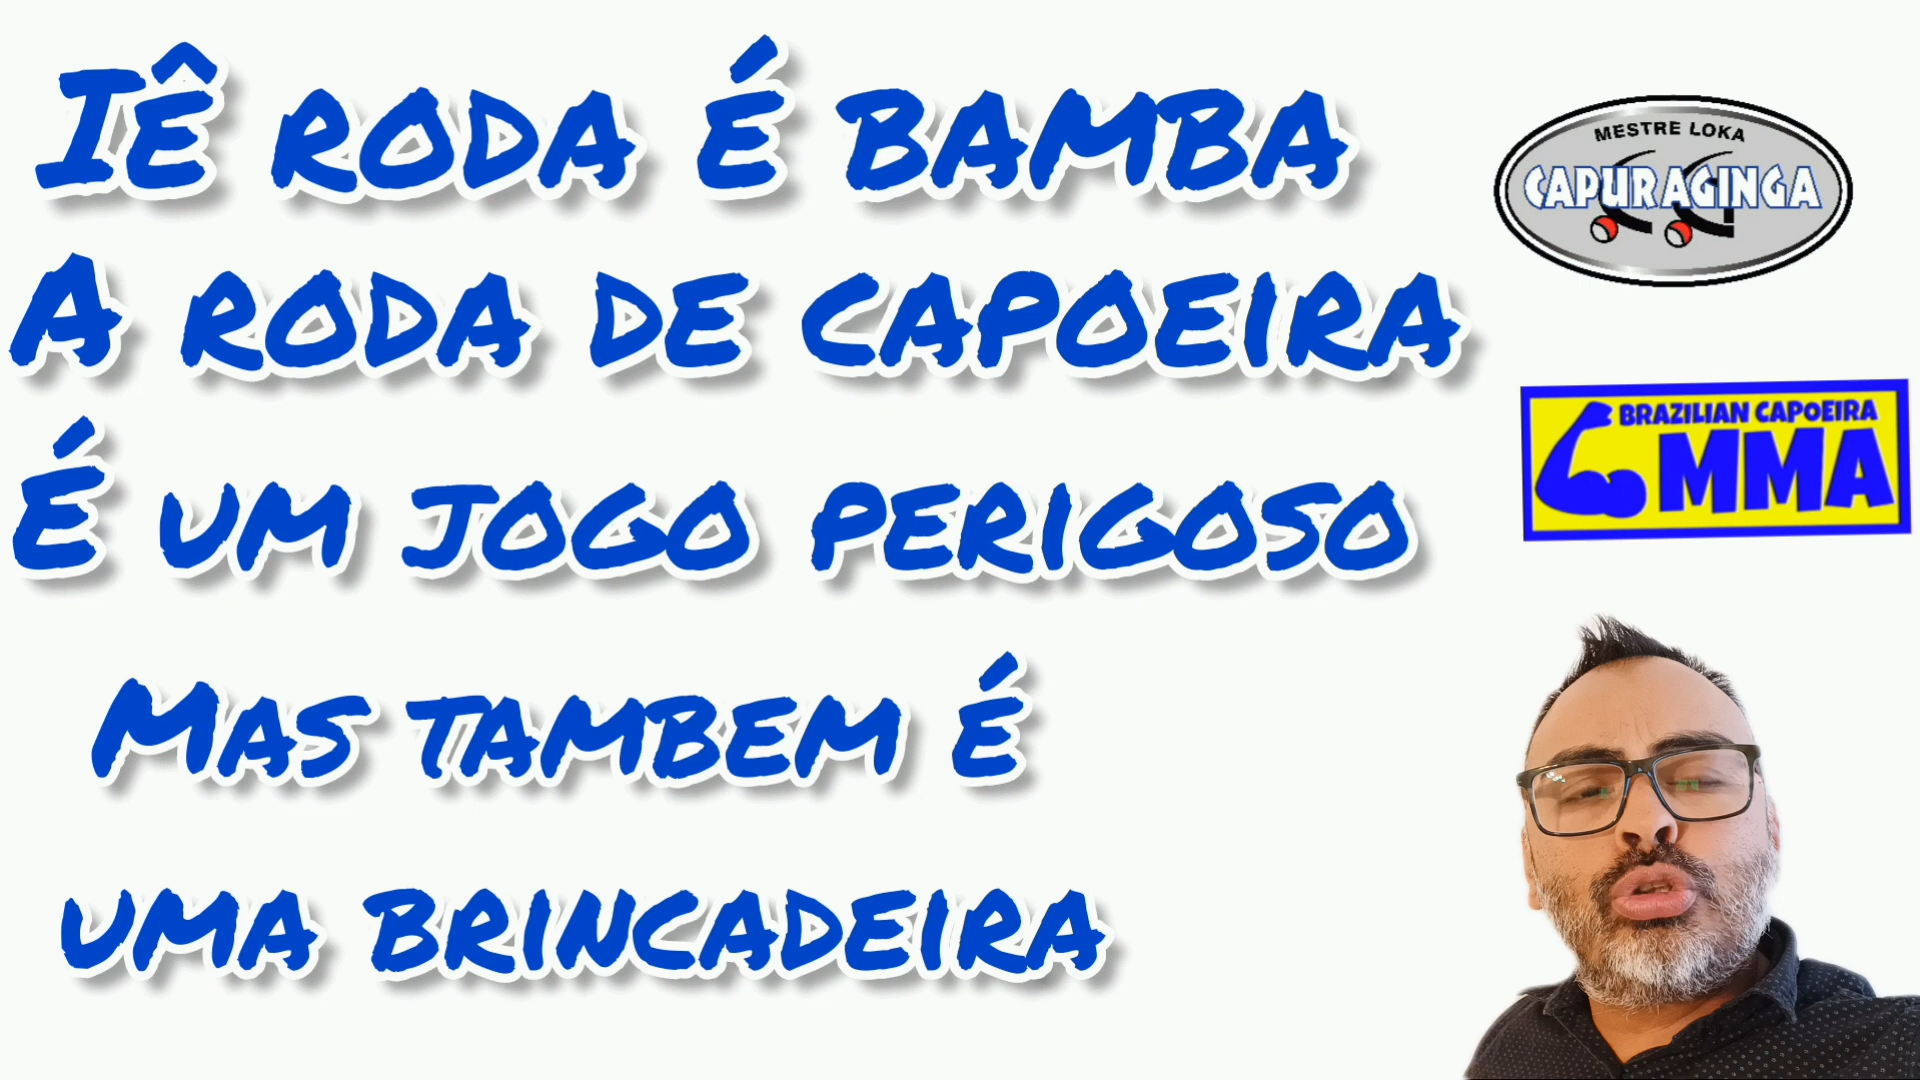 Iê roda é bamba
A roda de capoeira
É um jogo perigoso
Mas tambem é
uma brincadeira
MESTRE LOKA
CAPURAGINGA
BRAZILIAN CAPOEIRA
MMA